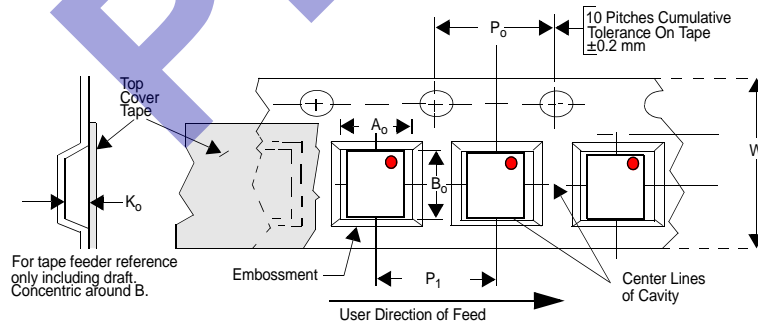 10 Pitches Cumulative
Tolerance On Tape
±0.2 mm
Po
Top
Cover
Tape
Ao
W
Bo
Ko
For tape feeder reference
only including draft.
Concentric around B.
Embossment
P1
Center Lines
of Cavity
User Direction of Feed